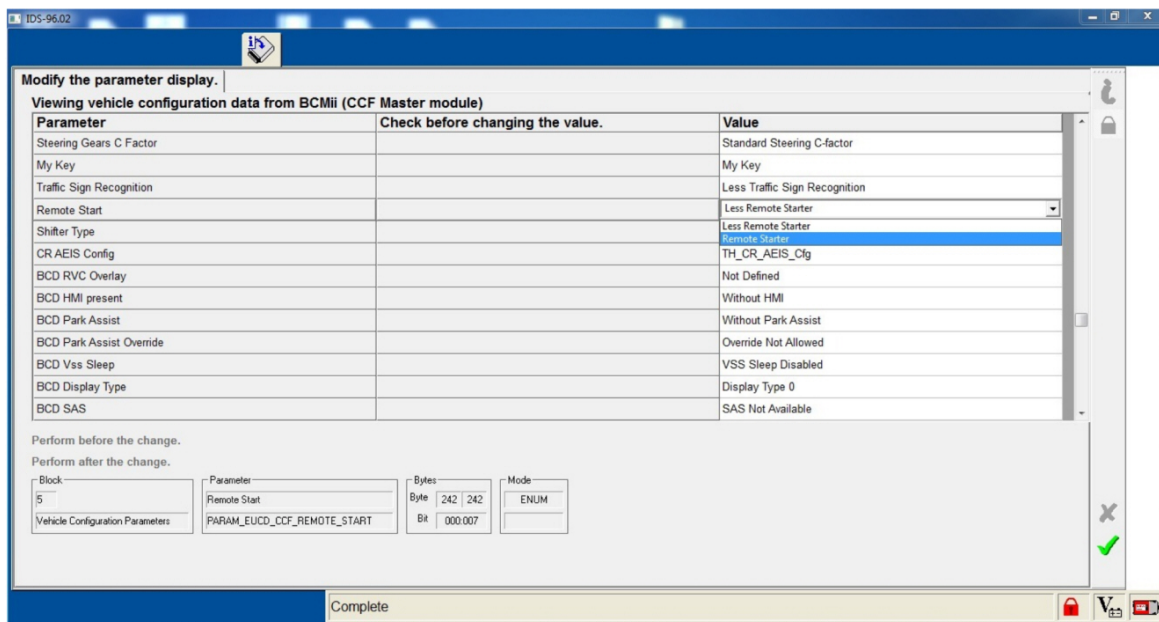 IDS-96.02
Modify the parameter display.
Viewing vehicle configuration data from BCMii (CCF Master module)
Parameter Check before changing the value. Value
Steering Gears C Factor Standard Steering C-factor
My Key My Key
Traffic Sign Recognition Less Traffic Sign Recognition
Remote Start Less Remote Starter
Less Remote Starter
Shifter Type Remote Starter
CR AEIS Config TH_CR_AEIS_Cfg
BCD RVC Overlay Not Defined
BCD HMI present Without HMI
BCD Park Assist Without Park Assist
BCD Park Assist Override Override Not Allowed
BCD Vss Sleep VSS Sleep Disabled
BCD Display Type Display Type 0
BCD SAS SAS Not Available
Perform before the change.
Perform after the change.
Block Parameter Bytes Mode
5 Remote Start Byte 242 242 ENUM
Vehicle Configuration Parameters PARAM_EUCD_CCF_REMOTE_START Bit 000:007
Complete